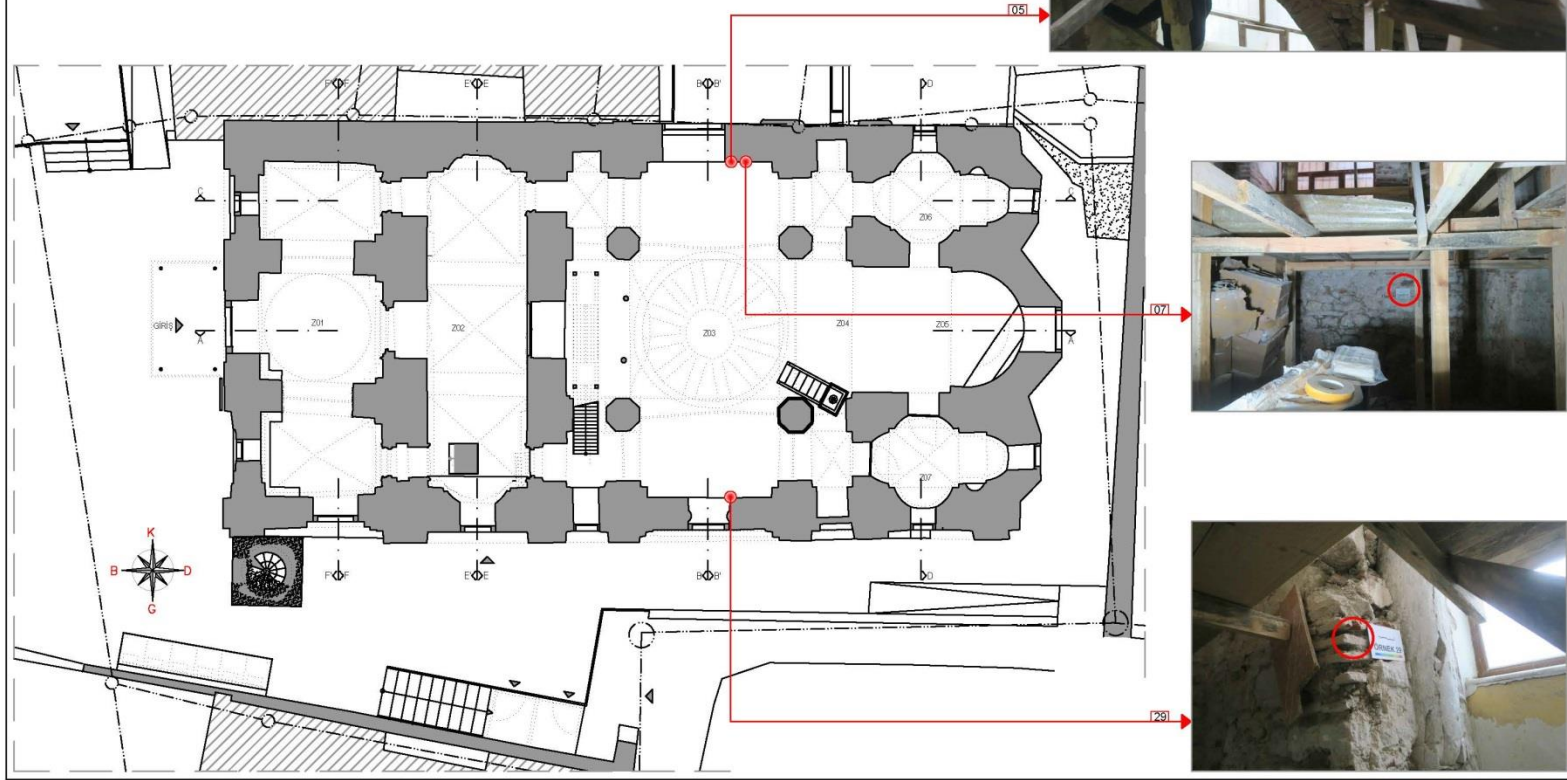 05
F' F
E' E
B B'
D
C
C
Z06
07
GİRİŞ
Z01
Z02
Z03
Z04
Z05
A
A
Z07
K
B D
G
F' F
E' E
B B'
D
ÖRNEK 29
29